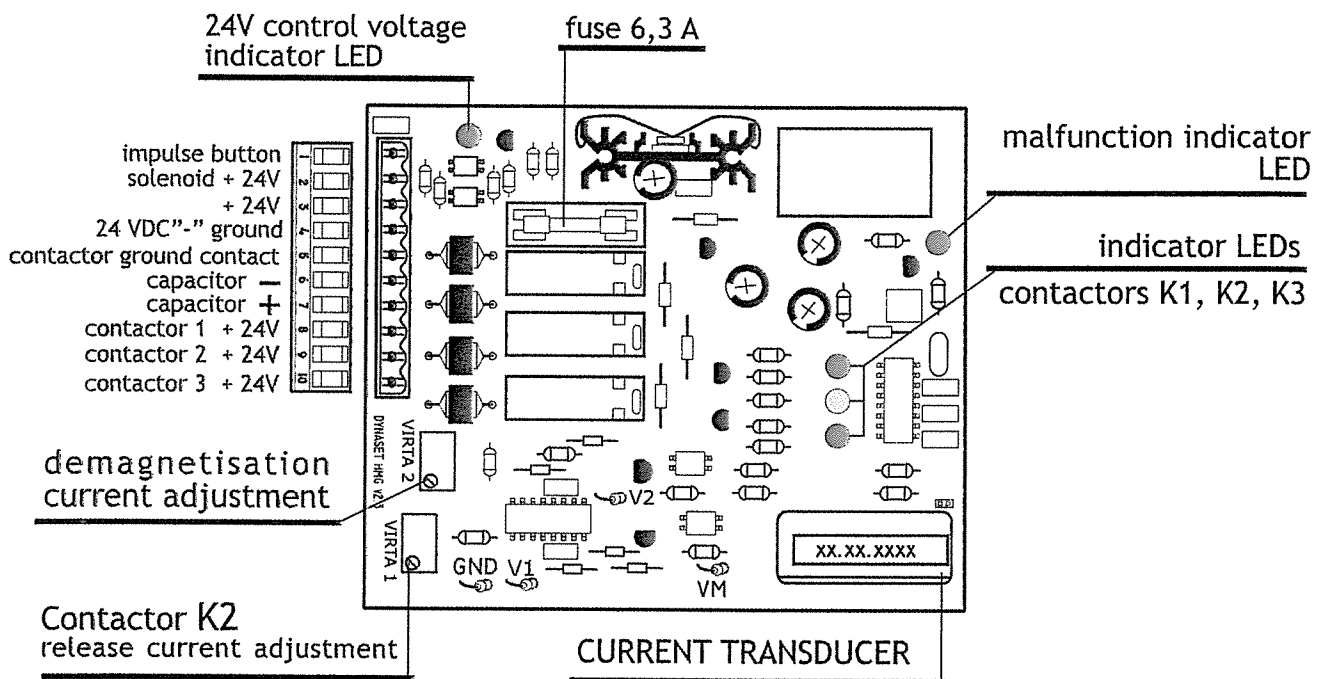 24V control voltage
indicator LED
fuse 6,3 A
malfunction indicator
LED
indicator LEDs
contactors K1, K2, K3
impulse button 1
solenoid + 24V 2
+ 24V 3
24 VDC"-" ground 4
contactor ground contact 5
capacitor − 6
capacitor + 7
contactor 1 + 24V 8
contactor 2 + 24V 9
contactor 3 + 24V 10
DYNASET HMG
VIRTA 2
demagnetisation
current adjustment
VIRTA 1
V2
GND
V1
VM
XX.XX.XXXX
Contactor K2
release current adjustment
CURRENT TRANSDUCER